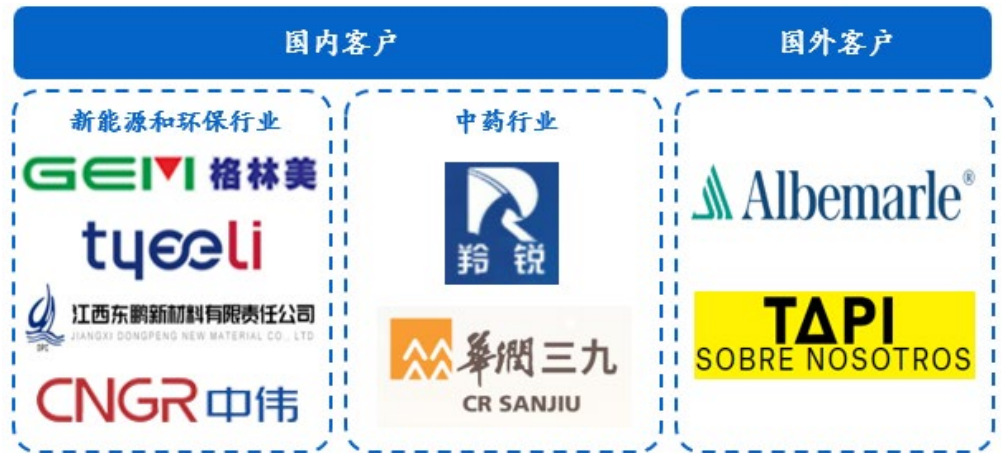 国内客户
国外客户
新能源和环保行业
GEM 格林美
tyeeli
江西东鹏新材料有限责任公司
JIANGXI DONGPENG NEW MATERIAL CO., LTD
DPC
CNGR 中伟
中药行业
R
羚锐
華潤三九
CR SANJIU
Albemarle®
TAPI
SOBRE NOSOTROS